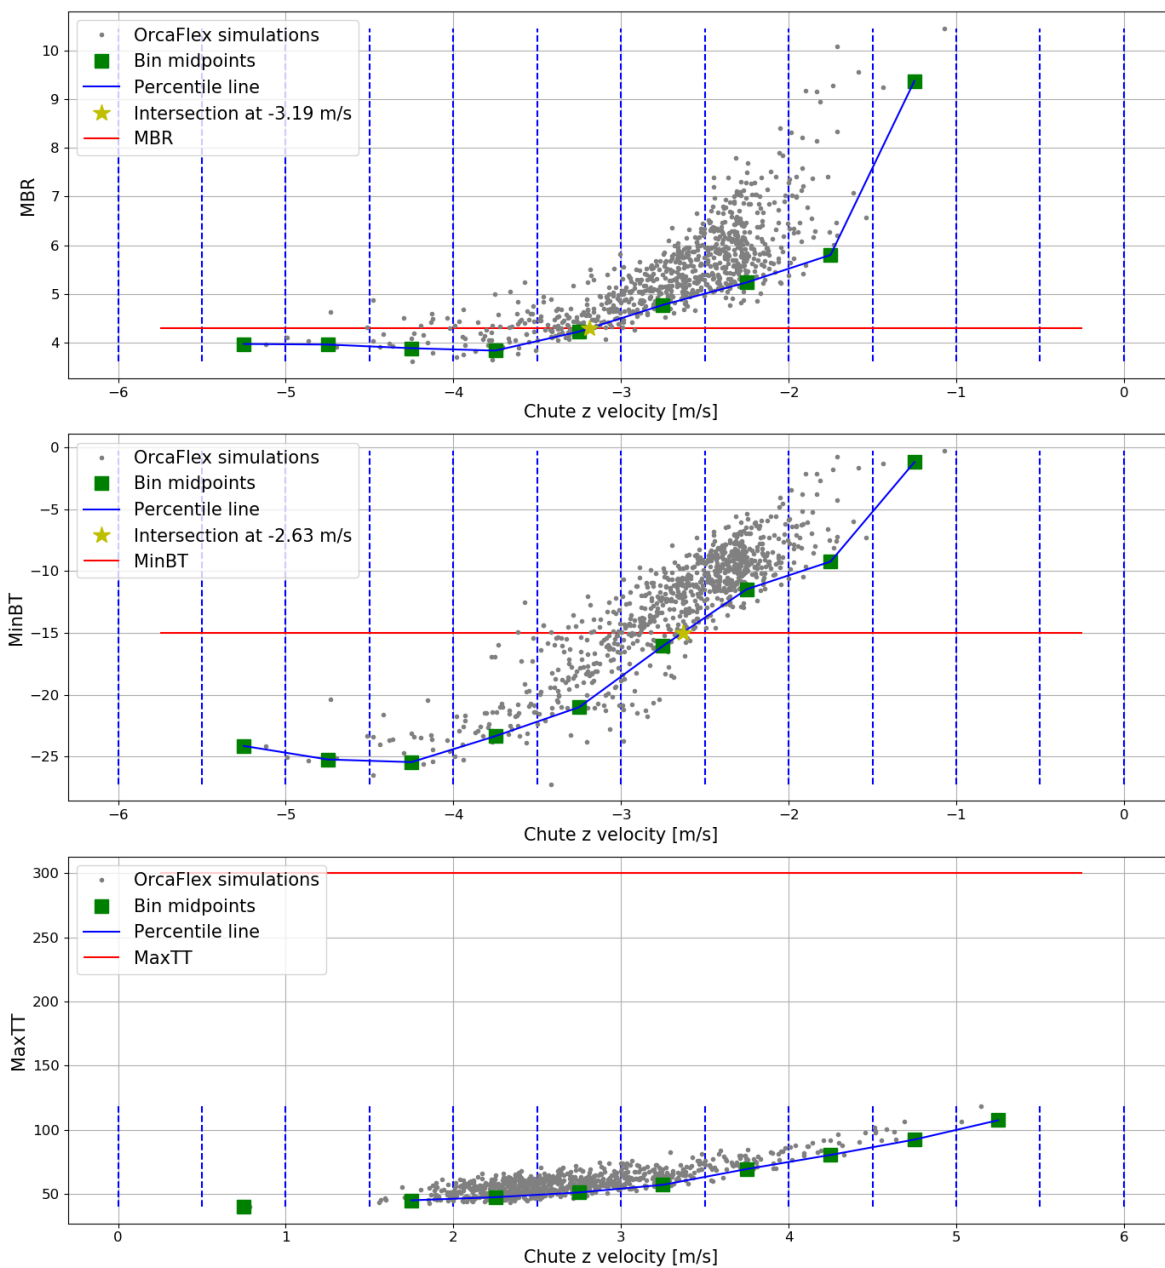 OrcaFlex simulations
Bin midpoints
Percentile line
Intersection at -3.19 m/s
MBR
10
9
8
7
6
5
4
MBR
−6 −5 −4 −3 −2 −1 0
Chute z velocity [m/s]
OrcaFlex simulations
Bin midpoints
Percentile line
Intersection at -2.63 m/s
MinBT
0
−5
−10
−15
−20
−25
MinBT
−6 −5 −4 −3 −2 −1 0
Chute z velocity [m/s]
OrcaFlex simulations
Bin midpoints
Percentile line
MaxTT
300
250
200
150
100
50
MaxTT
0 1 2 3 4 5 6
Chute z velocity [m/s]